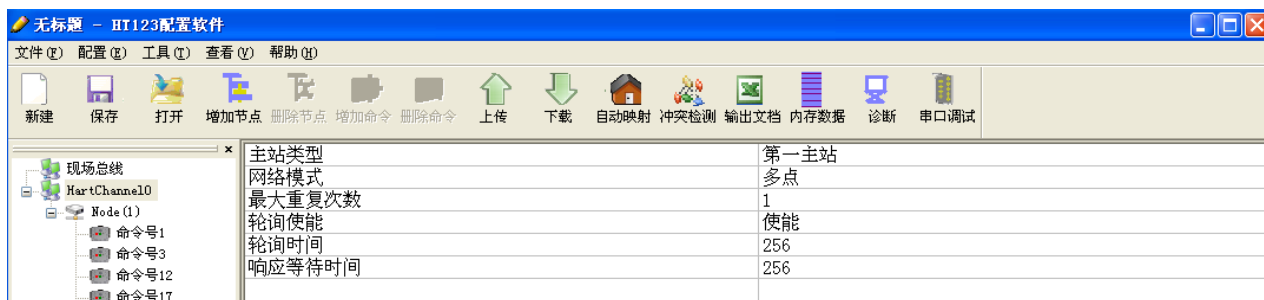 无标题 - HT123配置软件
文件(F) 配置(E) 工具(T) 查看(V) 帮助(H)
新建 保存 打开 增加节点 删除节点 增加命令 删除命令 上传 下载 自动映射 冲突检测 输出文档 内存数据 诊断 串口调试
现场总线
HartChannel0
Node(1)
命令号1
命令号3
命令号12
命令号17
主站类型 第一主站
网络模式 多点
最大重复次数 1
轮询使能 使能
轮询时间 256
响应等待时间 256